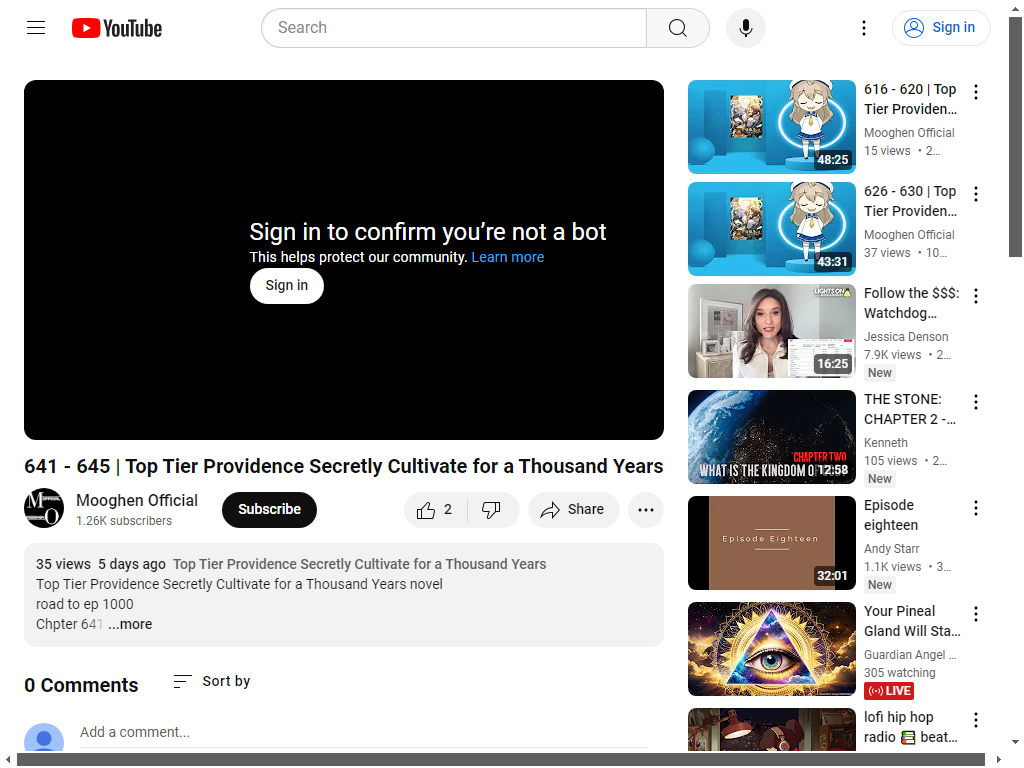 YouTube
Search
Sign in
Sign in to confirm you’re not a bot
This helps protect our community. Learn more
Sign in
641 - 645 | Top Tier Providence Secretly Cultivate for a Thousand Years
Mooghen Official
1.26K subscribers
Subscribe
2
Share
35 views 5 days ago Top Tier Providence Secretly Cultivate for a Thousand Years
Top Tier Providence Secretly Cultivate for a Thousand Years novel
road to ep 1000
Chpter 641 ...more
0 Comments
Sort by
Add a comment...
48:25
616 - 620 | Top
Tier Providen...
Mooghen Official
15 views • 2...
43:31
626 - 630 | Top
Tier Providen...
Mooghen Official
37 views • 10...
LIGHTS ON
16:25
Follow the $$$:
Watchdog...
Jessica Denson
7.9K views • 2...
New
CHAPTER TWO
WHAT IS THE KINGDOM O
12:58
THE STONE:
CHAPTER 2 -...
Kenneth
105 views • 2...
New
Episode Eighteen
32:01
Episode
eighteen
Andy Starr
1.1K views • 3...
New
Your Pineal
Gland Will Sta...
Guardian Angel ...
305 watching
LIVE
lofi hip hop
radio 📚 beat...